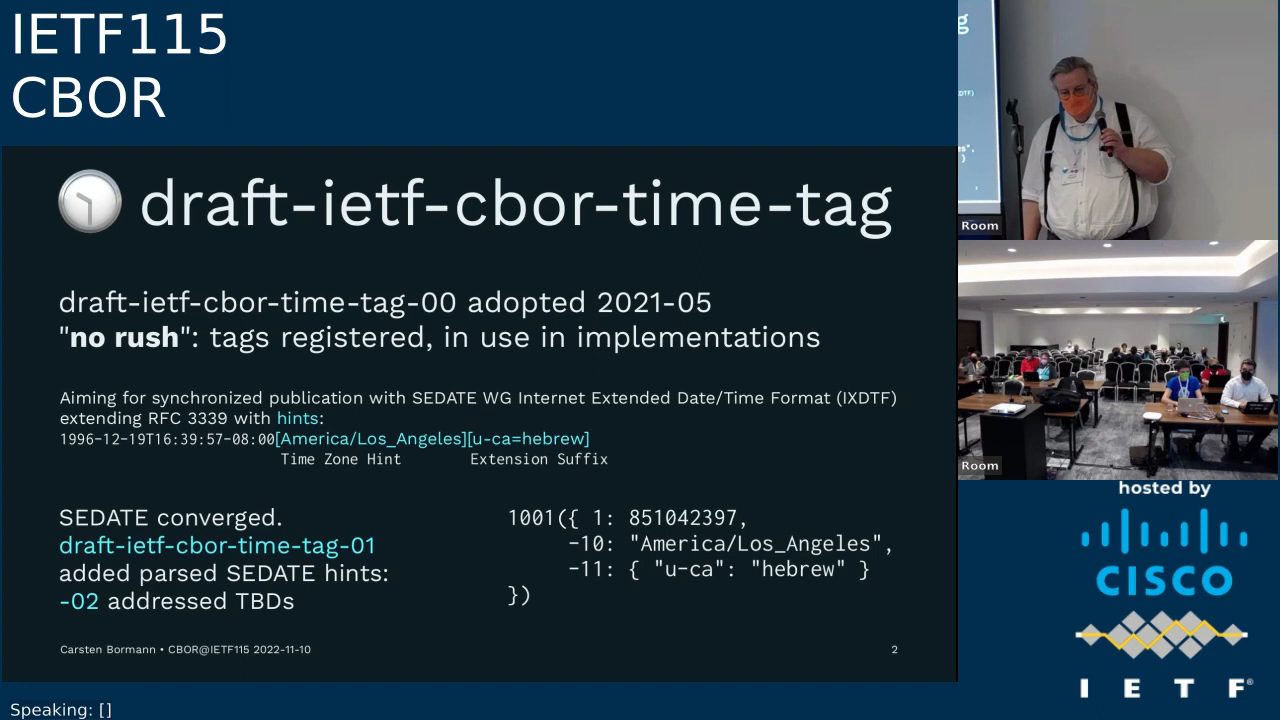 IETF115
CBOR
draft-ietf-cbor-time-tag
draft-ietf-cbor-time-tag-00 adopted 2021-05
"no rush": tags registered, in use in implementations
Aiming for synchronized publication with SEDATE WG Internet Extended Date/Time Format (IXDTF)
extending RFC 3339 with hints:
1996-12-19T16:39:57-08:00[America/Los_Angeles][u-ca=hebrew]
Time Zone Hint Extension Suffix
SEDATE converged.
draft-ietf-cbor-time-tag-01
added parsed SEDATE hints:
-02 addressed TBDs
1001({ 1: 851042397,
-10: "America/Los_Angeles",
-11: { "u-ca": "hebrew" }
})
Carsten Bormann • CBOR@IETF115 2022-11-10
2
Room
Room
hosted by
CISCO
I E T F®
Speaking: []